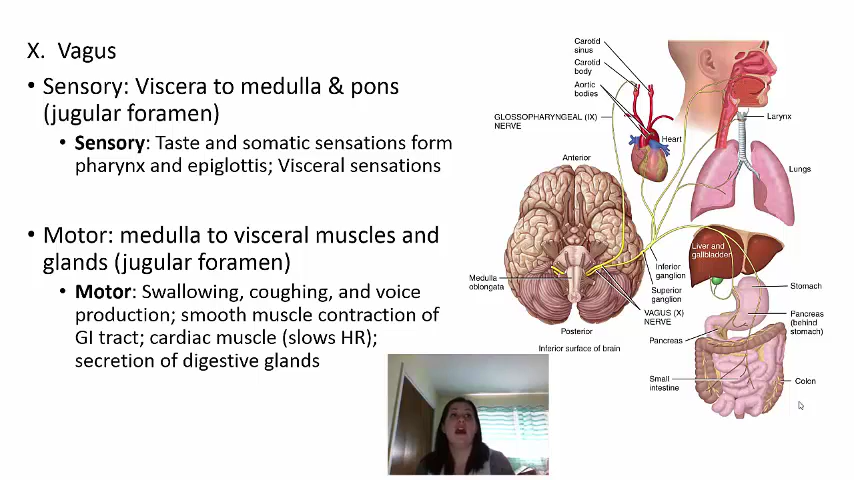 X. Vagus
• Sensory: Viscera to medulla & pons
(jugular foramen)
• Sensory: Taste and somatic sensations form
pharynx and epiglottis; Visceral sensations
• Motor: medulla to visceral muscles and
glands (jugular foramen)
• Motor: Swallowing, coughing, and voice
production; smooth muscle contraction of
GI tract; cardiac muscle (slows HR);
secretion of digestive glands
Carotid
sinus
Carotid
body
Aortic
bodies
GLOSSOPHARYNGEAL (IX)
NERVE
Larynx
Heart
Anterior
Lungs
Liver and
gallbladder
Medulla
oblongata
Inferior
ganglion
Superior
ganglion
Stomach
VAGUS (X)
NERVE
Pancreas
(behind
stomach)
Posterior
Pancreas
Inferior surface of brain
Small
intestine
Colon